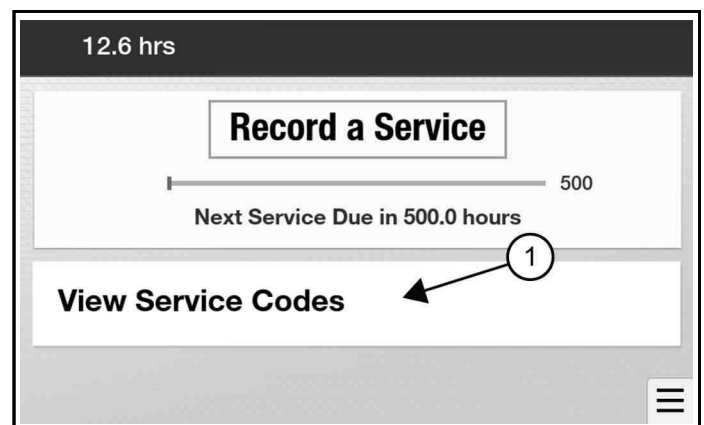 12.6 hrs
Record a Service
500
Next Service Due in 500.0 hours
1
View Service Codes